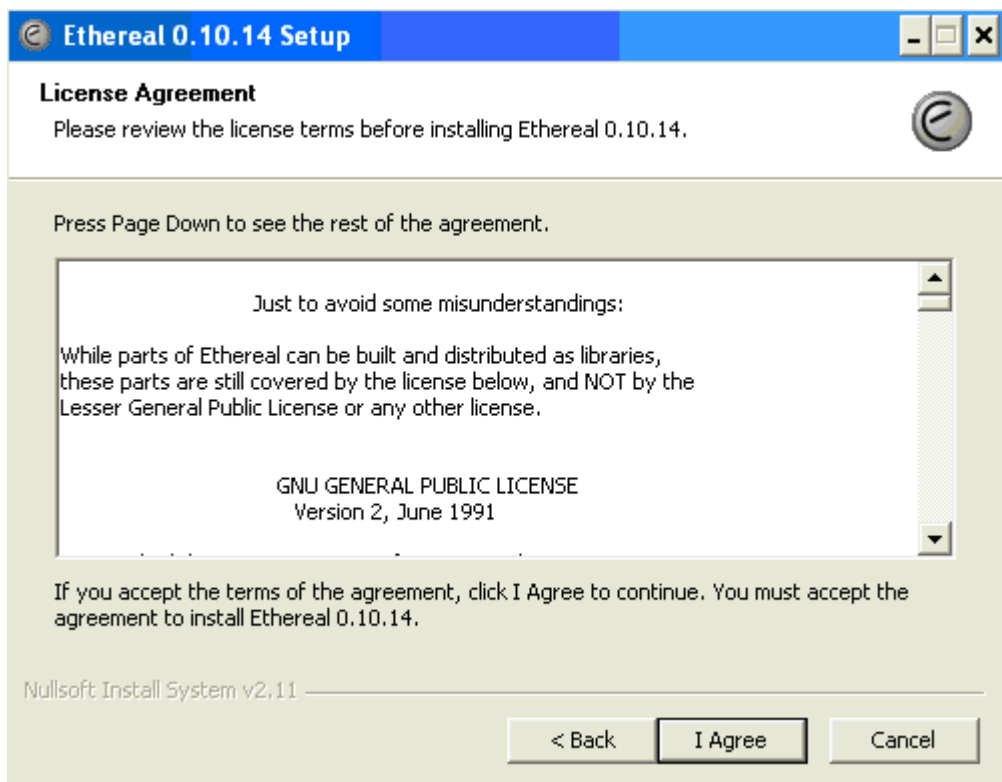 Ethereal 0.10.14 Setup
License Agreement
Please review the license terms before installing Ethereal 0.10.14.
Press Page Down to see the rest of the agreement.
Just to avoid some misunderstandings:
While parts of Ethereal can be built and distributed as libraries,
these parts are still covered by the license below, and NOT by the
Lesser General Public License or any other license.
GNU GENERAL PUBLIC LICENSE
Version 2, June 1991
If you accept the terms of the agreement, click I Agree to continue. You must accept the
agreement to install Ethereal 0.10.14.
Nullsoft Install System v2.11
< Back I Agree Cancel